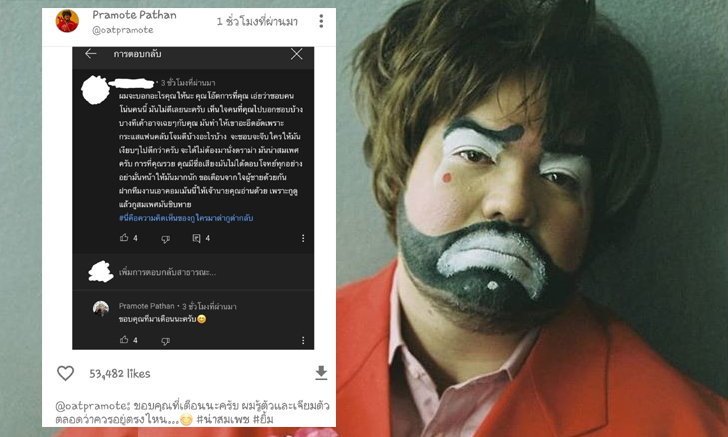 Pramote Pathan
@oatpramote
1 ชั่วโมงที่ผ่านมา
การตอบกลับ
• 3 ชั่วโมงที่ผ่านมา
ผมจะบอกอะไรคุณให้นะ คุณโอ๊ตการที่คุณ เอ่ยว่าชอบคน
โน่นคนนี้ มันไม่ดีเลยนะครับ เห็นใจคนที่คุณไปบอกชอบบ้าง
บางทีเค้าอาจเฉยๆกับคุณ มันทำให้เขาอะอึดอัดเพราะ
กระแสแฟนคลับโจมตีบ้างอะไรบ้าง จะชอบจะจีบใครให้มัน
เงียบๆไปดีกว่าครับ จะได้ไม่ต้องมานั่งดราม่า มันน่าสมเพศ
ครับ การที่คุณรวย คุณมีชื่อเสียงมันไม่ได้ตอบโจทย์ทุกอย่าง
อย่ามั่นหน้าให้มันมากนัก ขอเตือนจากใจผู้ชายด้วยกัน
ฝากทีมงานเอาคอมเม้นนี้ให้เจ้านายคุณอ่านด้วย เพราะกูดู
แล้วกูสมเพศมันชิบหาย
#นี่คือความคิดเห็นของกูใครมาด่ากูด่ากลับ
4
4
เพิ่มการตอบกลับสาธารณะ...
Pramote Pathan • 3 ชั่วโมงที่ผ่านมา
ขอบคุณที่มาเตือนนะครับ😊
4
53,482 likes
@oatpramote: ขอบคุณที่เตือนนะครับ ผมรู้ตัวและเจียมตัว
ตลอดว่าควรอยู่ตรงไหน...😊 #น่าสมเพช #ยิ้ม